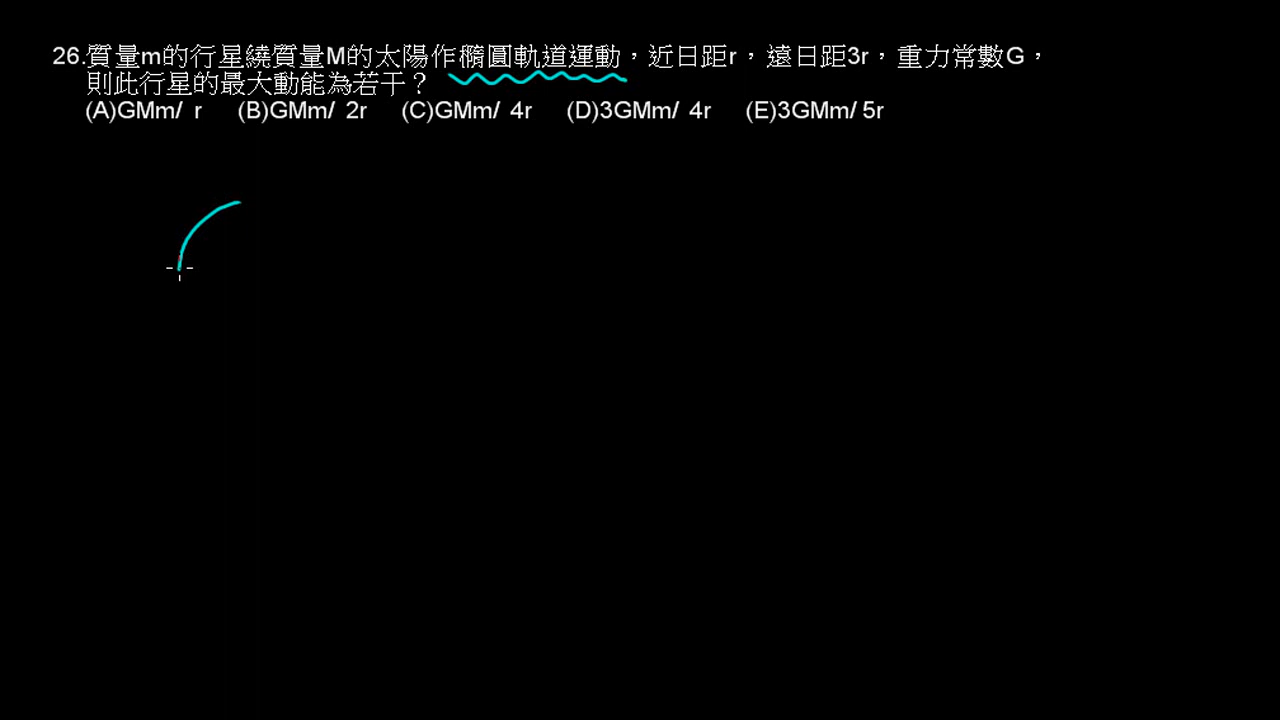 26.質量m的行星繞質量M的太陽作橢圓軌道運動，近日距r，遠日距3r，重力常數G，
則此行星的最大動能為若干？
(A)GMm/ r (B)GMm/ 2r (C)GMm/ 4r (D)3GMm/ 4r (E)3GMm/ 5r